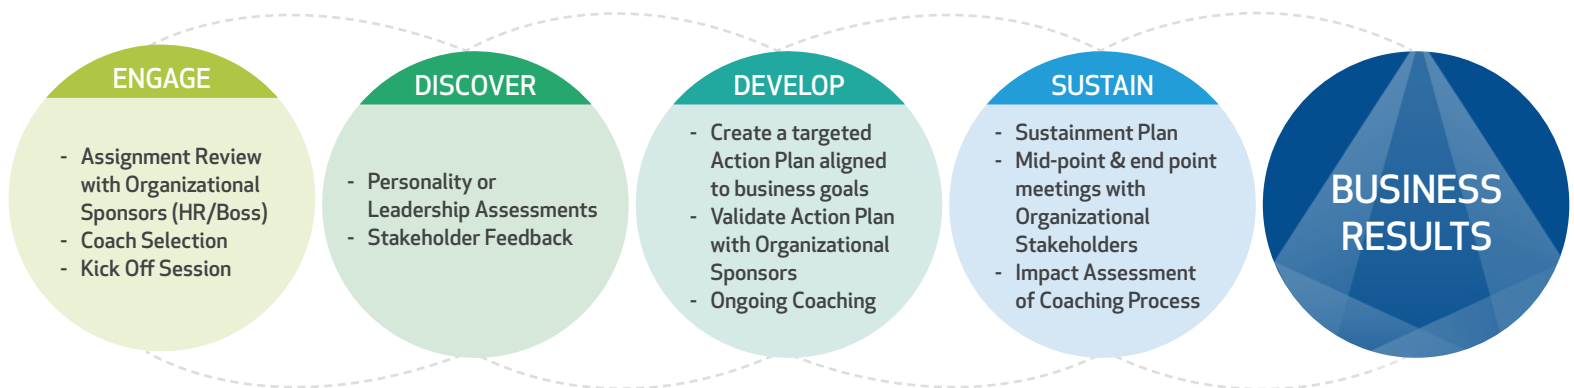 ENGAGE
- Assignment Review
with Organizational
Sponsors (HR/Boss)
- Coach Selection
- Kick Off Session
DISCOVER
- Personality or
Leadership Assessments
- Stakeholder Feedback
DEVELOP
- Create a targeted
Action Plan aligned
to business goals
- Validate Action Plan
with Organizational
Sponsors
- Ongoing Coaching
SUSTAIN
- Sustainment Plan
- Mid-point & end point
meetings with
Organizational
Stakeholders
- Impact Assessment
of Coaching Process
BUSINESS
RESULTS